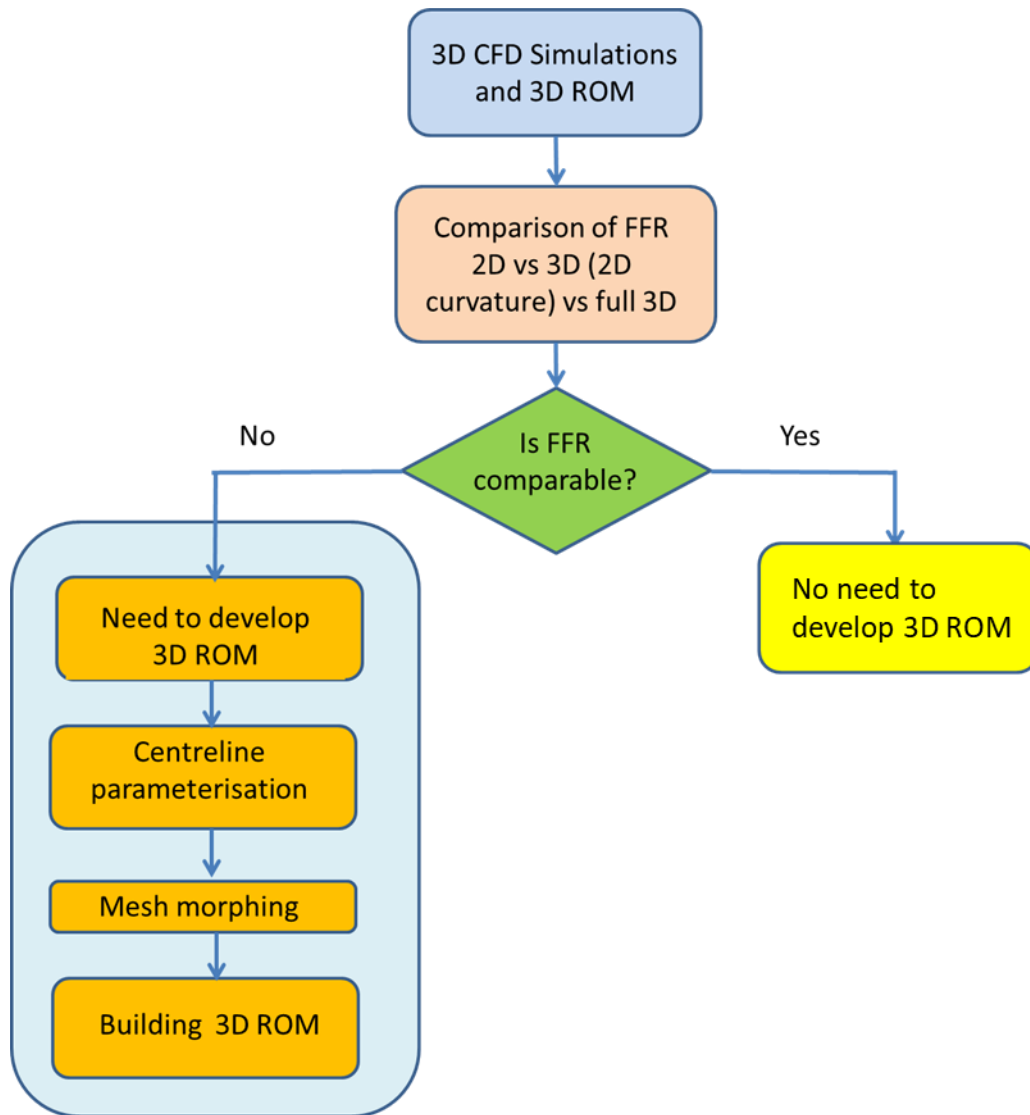 3D CFD Simulations
and 3D ROM
Comparison of FFR
2D vs 3D (2D
curvature) vs full 3D
Is FFR
comparable?
No
Yes
Need to develop
3D ROM
Centreline
parameterisation
Mesh morphing
Building 3D ROM
No need to
develop 3D ROM